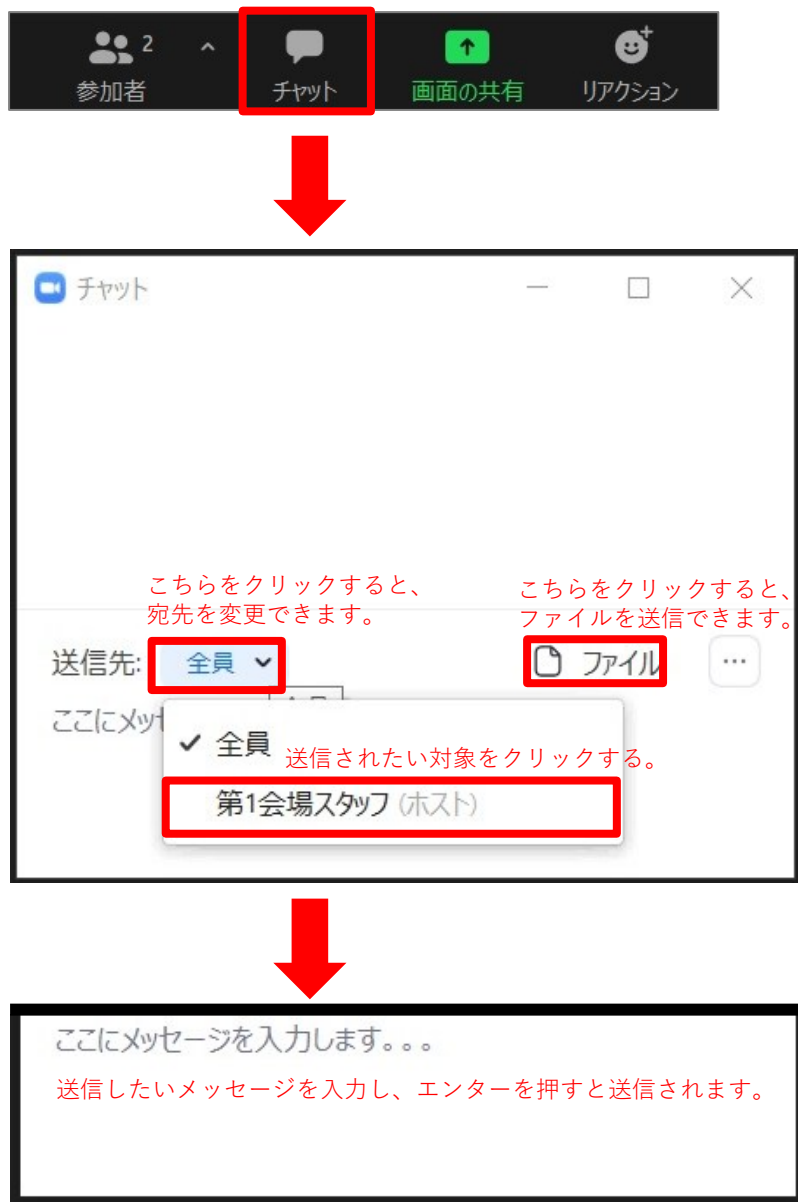 2
参加者
チャット
画面の共有
リアクション
チャット
こちらをクリックすると、
宛先を変更できます。
こちらをクリックすると、
ファイルを送信できます。
送信先: 全員
ファイル
ここにメッセ
全員
送信されたい対象をクリックする。
第1会場スタッフ (ホスト)
ここにメッセージを入力します。。。
送信したいメッセージを入力し、エンターを押すと送信されます。